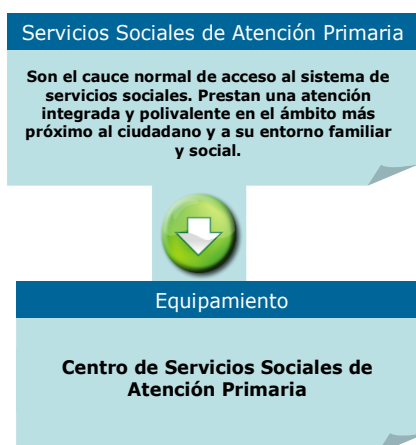 Servicios Sociales de Atención Primaria
Son el cauce normal de acceso al sistema de
servicios sociales. Prestan una atención
integrada y polivalente en el ámbito más
próximo al ciudadano y a su entorno familiar
y social.
Equipamiento
Centro de Servicios Sociales de
Atención Primaria